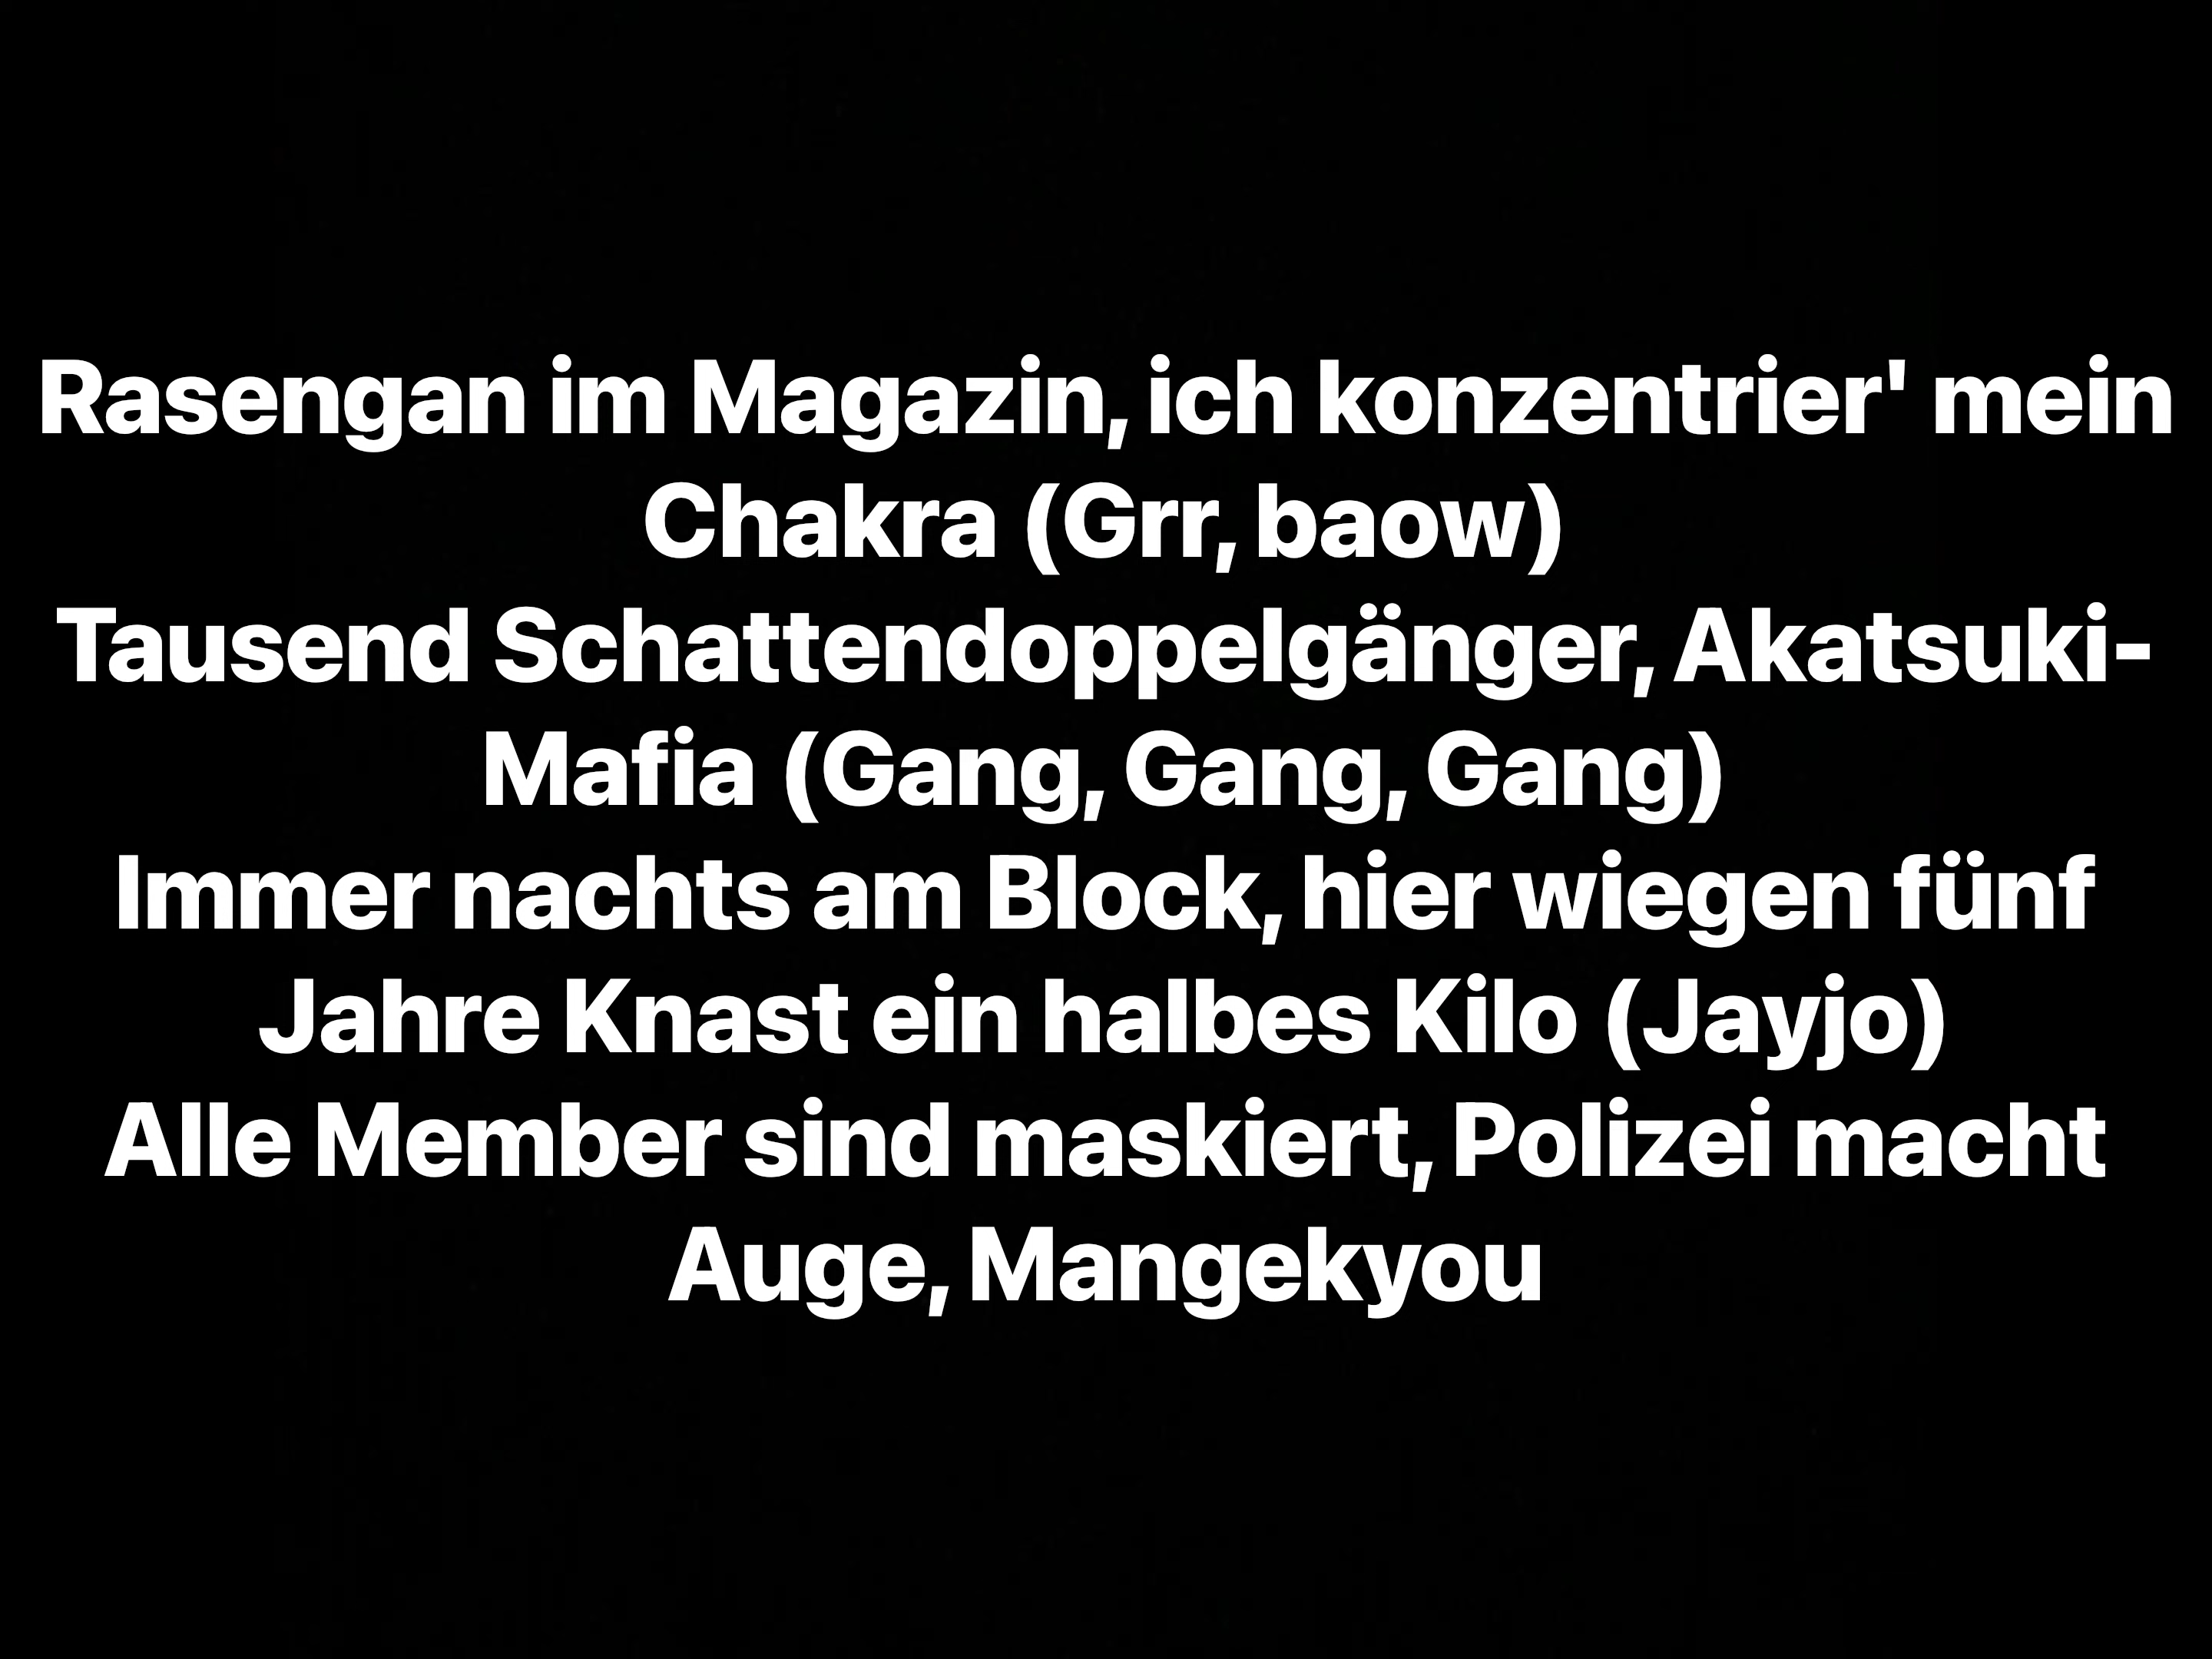 Rasengan im Magazin, ich konzentrier' mein
Chakra (Grr, baow)
Tausend Schattendoppelgänger, Akatsuki-
Mafia (Gang, Gang, Gang)
Immer nachts am Block, hier wiegen fünf
Jahre Knast ein halbes Kilo (Jayjo)
Alle Member sind maskiert, Polizei macht
Auge, Mangekyou